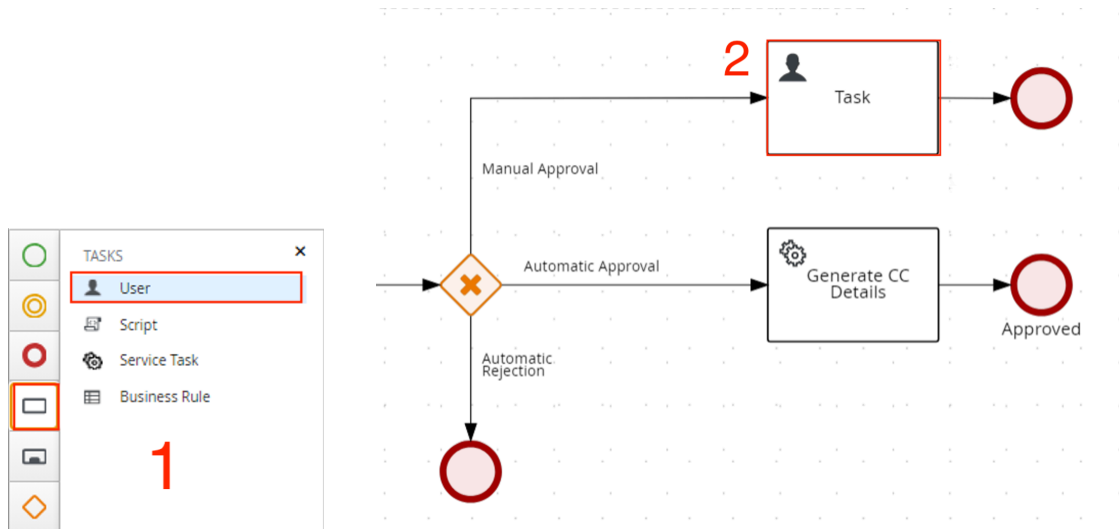 TASKS
×
User
Script
Service Task
Business Rule
1
2
Task
Manual Approval
Automatic Approval
Generate CC
Details
Approved
Automatic
Rejection